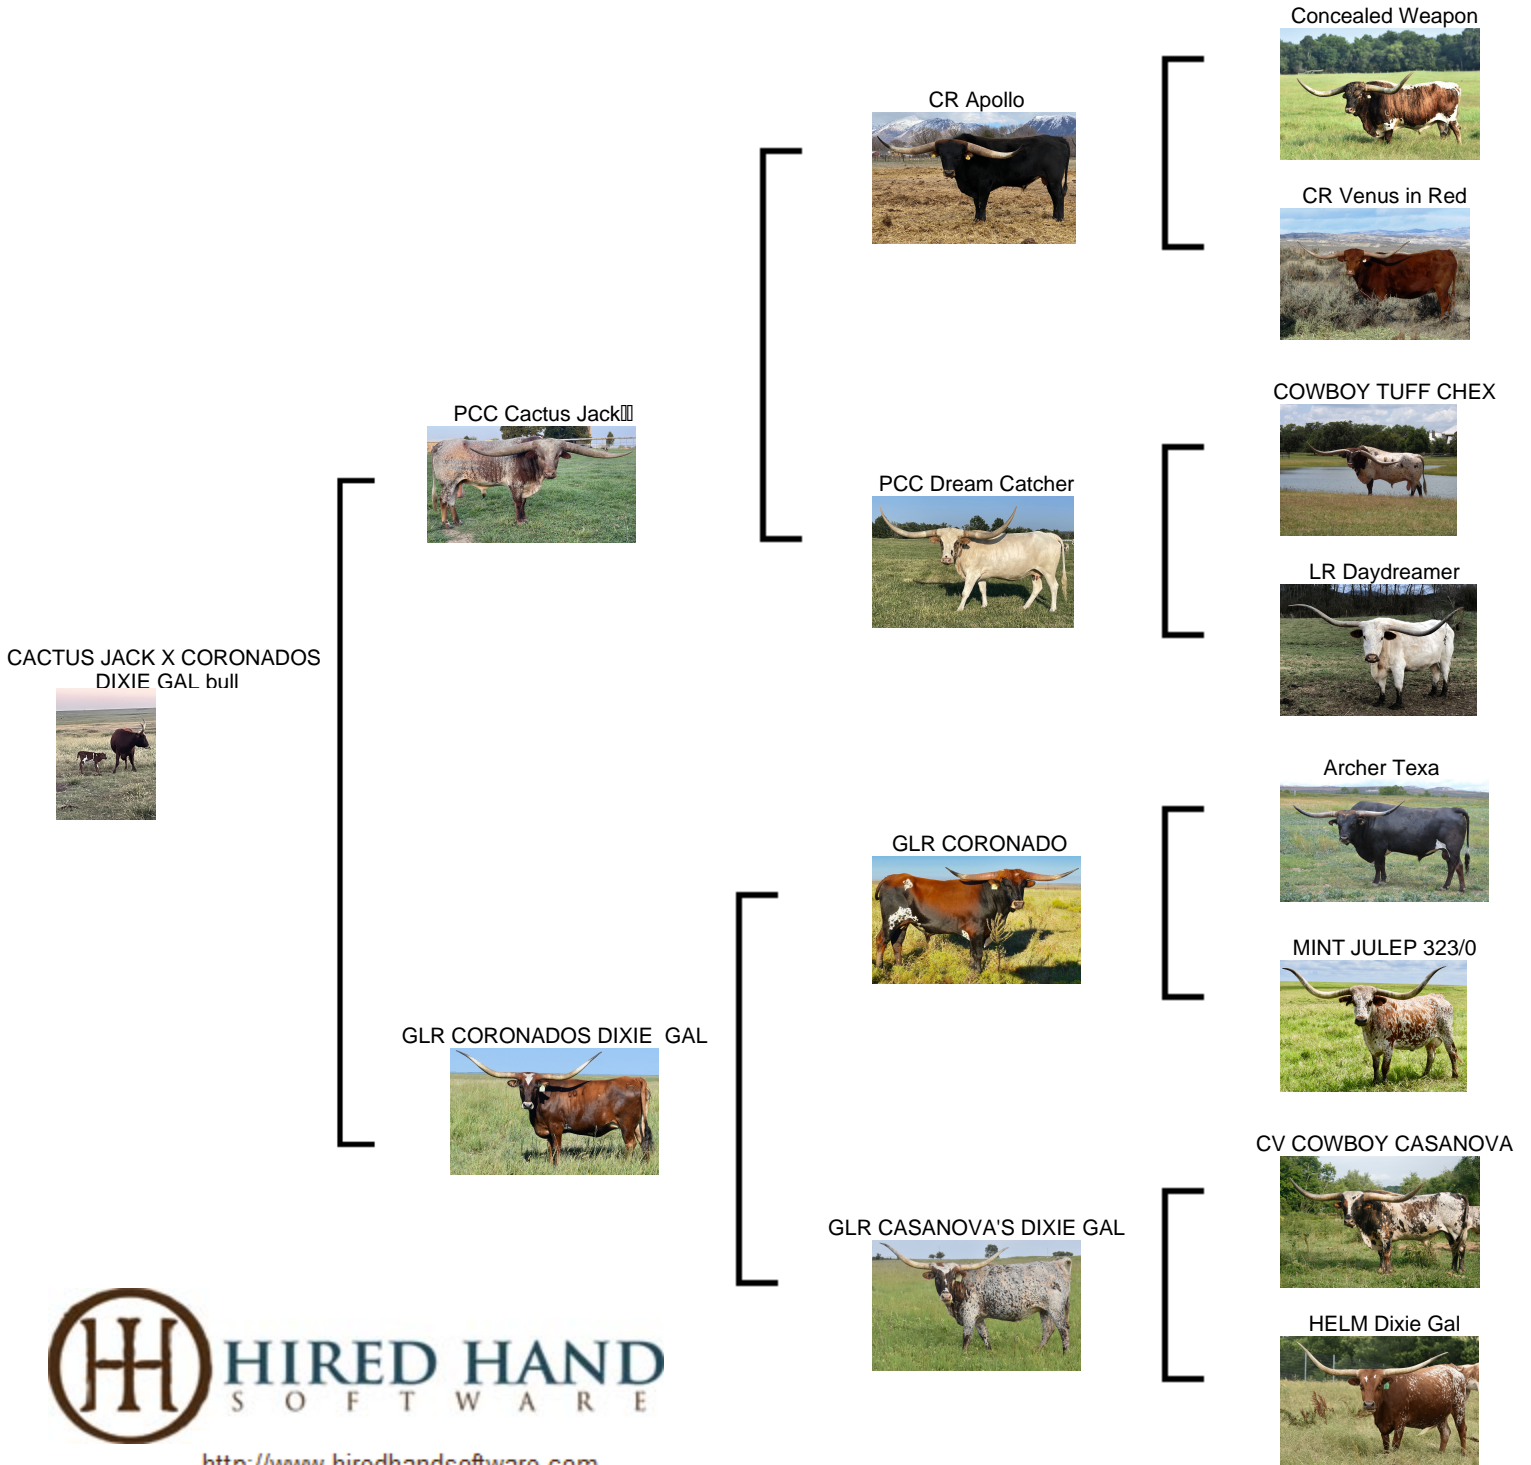 Concealed Weapon
CR Apollo
CR Venus in Red
COWBOY TUFF CHEX
PCC Cactus Jack
PCC Dream Catcher
LR Daydreamer
CACTUS JACK X CORONADOS
DIXIE GAL bull
Archer Texa
GLR CORONADO
MINT JULEP 323/0
GLR CORONADOS DIXIE  GAL
CV COWBOY CASANOVA
GLR CASANOVA'S DIXIE GAL
HELM Dixie Gal
HIRED HAND
SOFTWARE
http://www.hiredhandsoftware.com